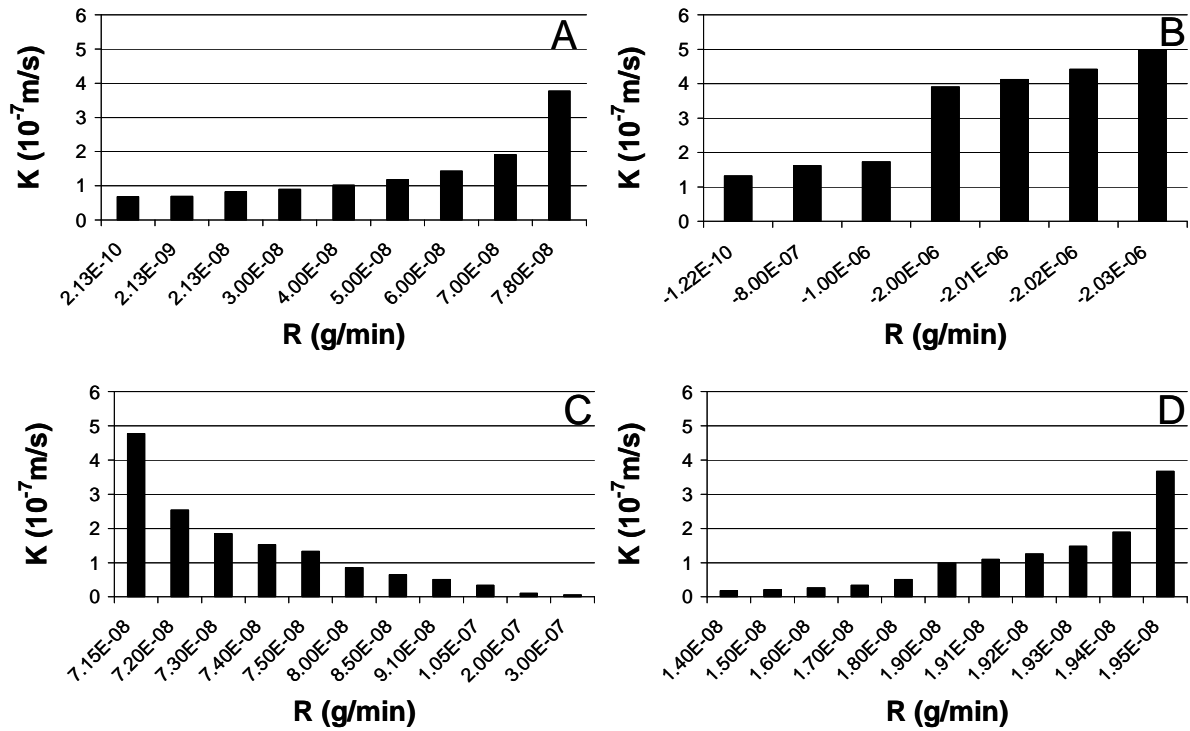 A
K (10⁻⁷m/s)
6
5
4
3
2
1
0
2.13E-10
2.13E-09
2.13E-08
3.00E-08
4.00E-08
5.00E-08
6.00E-08
7.00E-08
7.80E-08
R (g/min)
B
K (10⁻⁷m/s)
6
5
4
3
2
1
0
-1.22E-10
-8.00E-07
-1.00E-06
-2.00E-06
-2.01E-06
-2.02E-06
-2.03E-06
R (g/min)
C
K (10⁻⁷m/s)
6
5
4
3
2
1
0
7.15E-08
7.20E-08
7.30E-08
7.40E-08
7.50E-08
8.00E-08
8.50E-08
9.10E-08
1.05E-07
2.00E-07
3.00E-07
R (g/min)
D
K (10⁻⁷m/s)
6
5
4
3
2
1
0
1.40E-08
1.50E-08
1.60E-08
1.70E-08
1.80E-08
1.90E-08
1.91E-08
1.92E-08
1.93E-08
1.94E-08
1.95E-08
R (g/min)